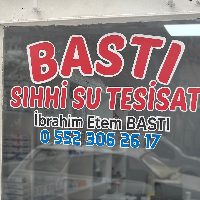 BASTI
SIHHİ SU TESİSAT
İbrahim Etem BASTI
0 552 306 26 17